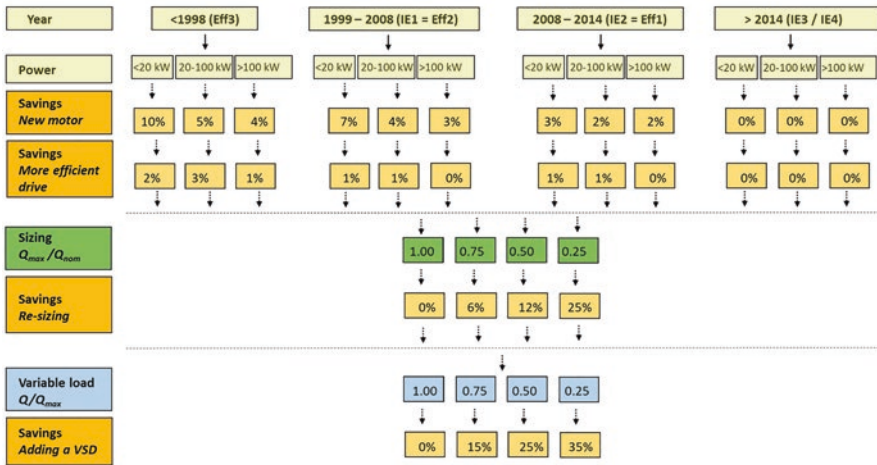 Year <1998 (Eff3) 1999 – 2008 (IE1 = Eff2) 2008 – 2014 (IE2 = Eff1) > 2014 (IE3 / IE4)
Power <20 kW 20-100 kW >100 kW <20 kW 20-100 kW >100 kW <20 kW 20-100 kW >100 kW <20 kW 20-100 kW >100 kW
Savings
New motor 10% 5% 4% 7% 4% 3% 3% 2% 2% 0% 0% 0%
Savings
More efficient
drive 2% 3% 1% 1% 1% 0% 1% 1% 0% 0% 0% 0%
Sizing
Qmax /Qnom 1.00 0.75 0.50 0.25
Savings
Re-sizing 0% 6% 12% 25%
Variable load
Q/Qmax 1.00 0.75 0.50 0.25
Savings
Adding a VSD 0% 15% 25% 35%